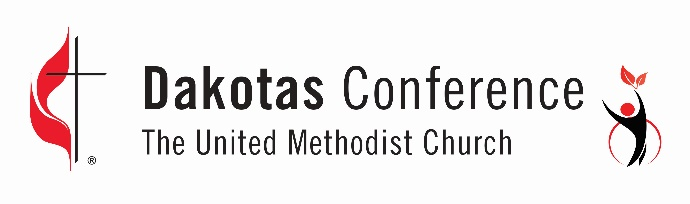 Dakotas Conference
The United Methodist Church
®